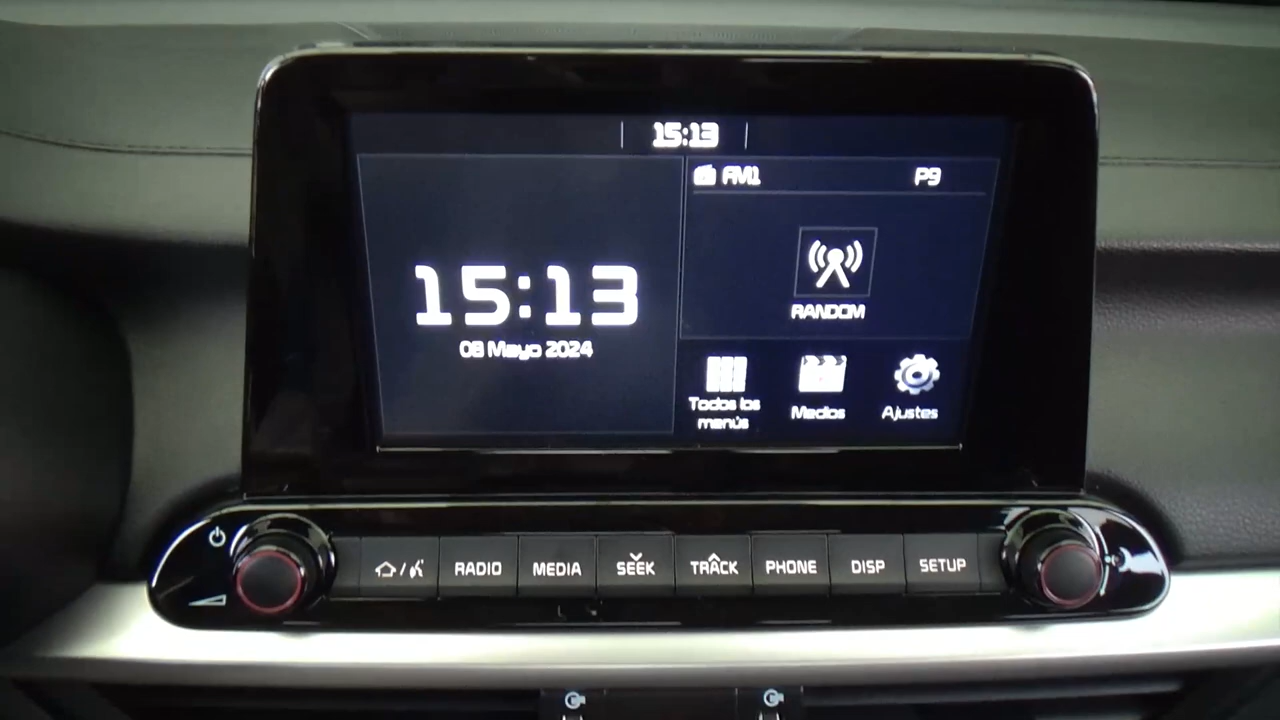 15:13
FM1 P9
15:13
08 Mayo 2024
RANDOM
Todos los
menús
Medios
Ajustes
RADIO
MEDIA
SEEK
TRACK
PHONE
DISP
SETUP